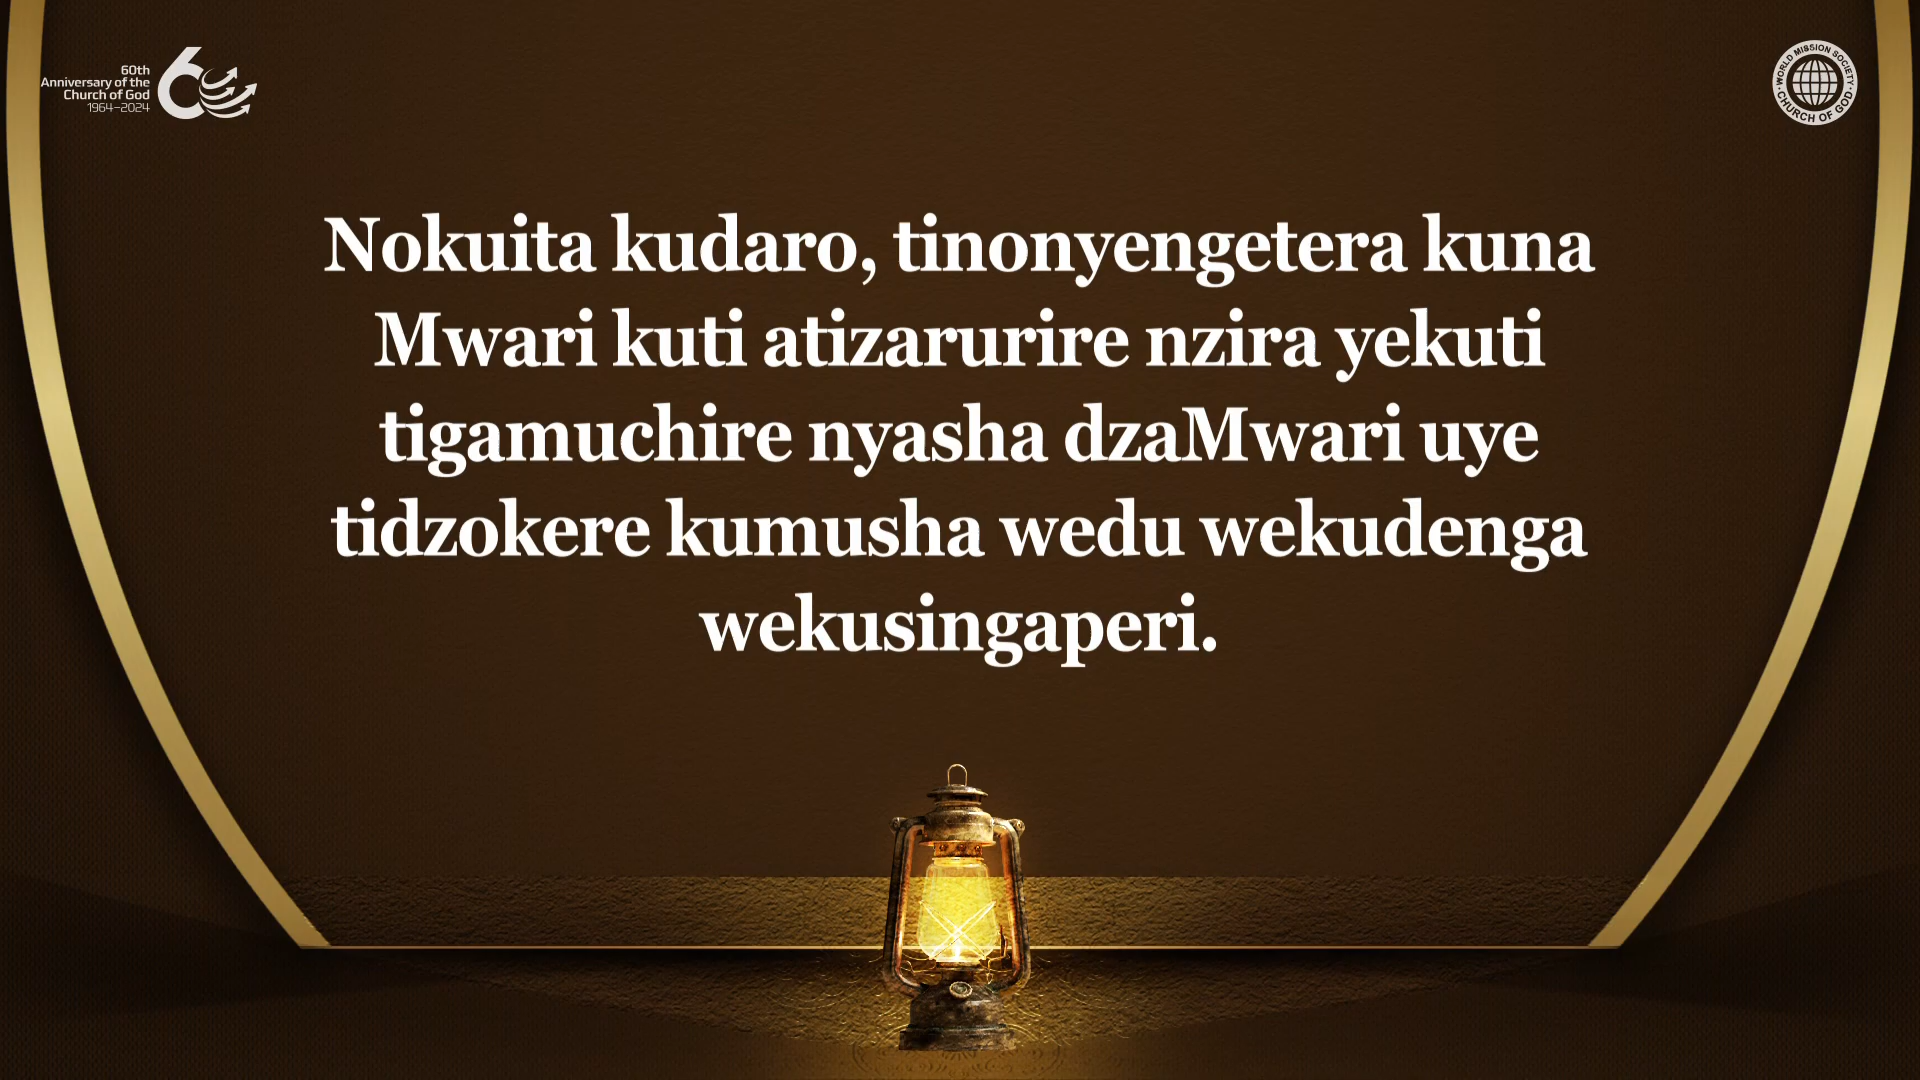 60th
Anniversary of the
Church of God
1964–2024
60
WORLD MISSION SOCIETY
CHURCH OF GOD
Nokuita kudaro, tinonyengetera kuna
Mwari kuti atizarurire nzira yekuti
tigamuchire nyasha dzaMwari uye
tidzokere kumusha wedu wekudenga
wekusingaperi.